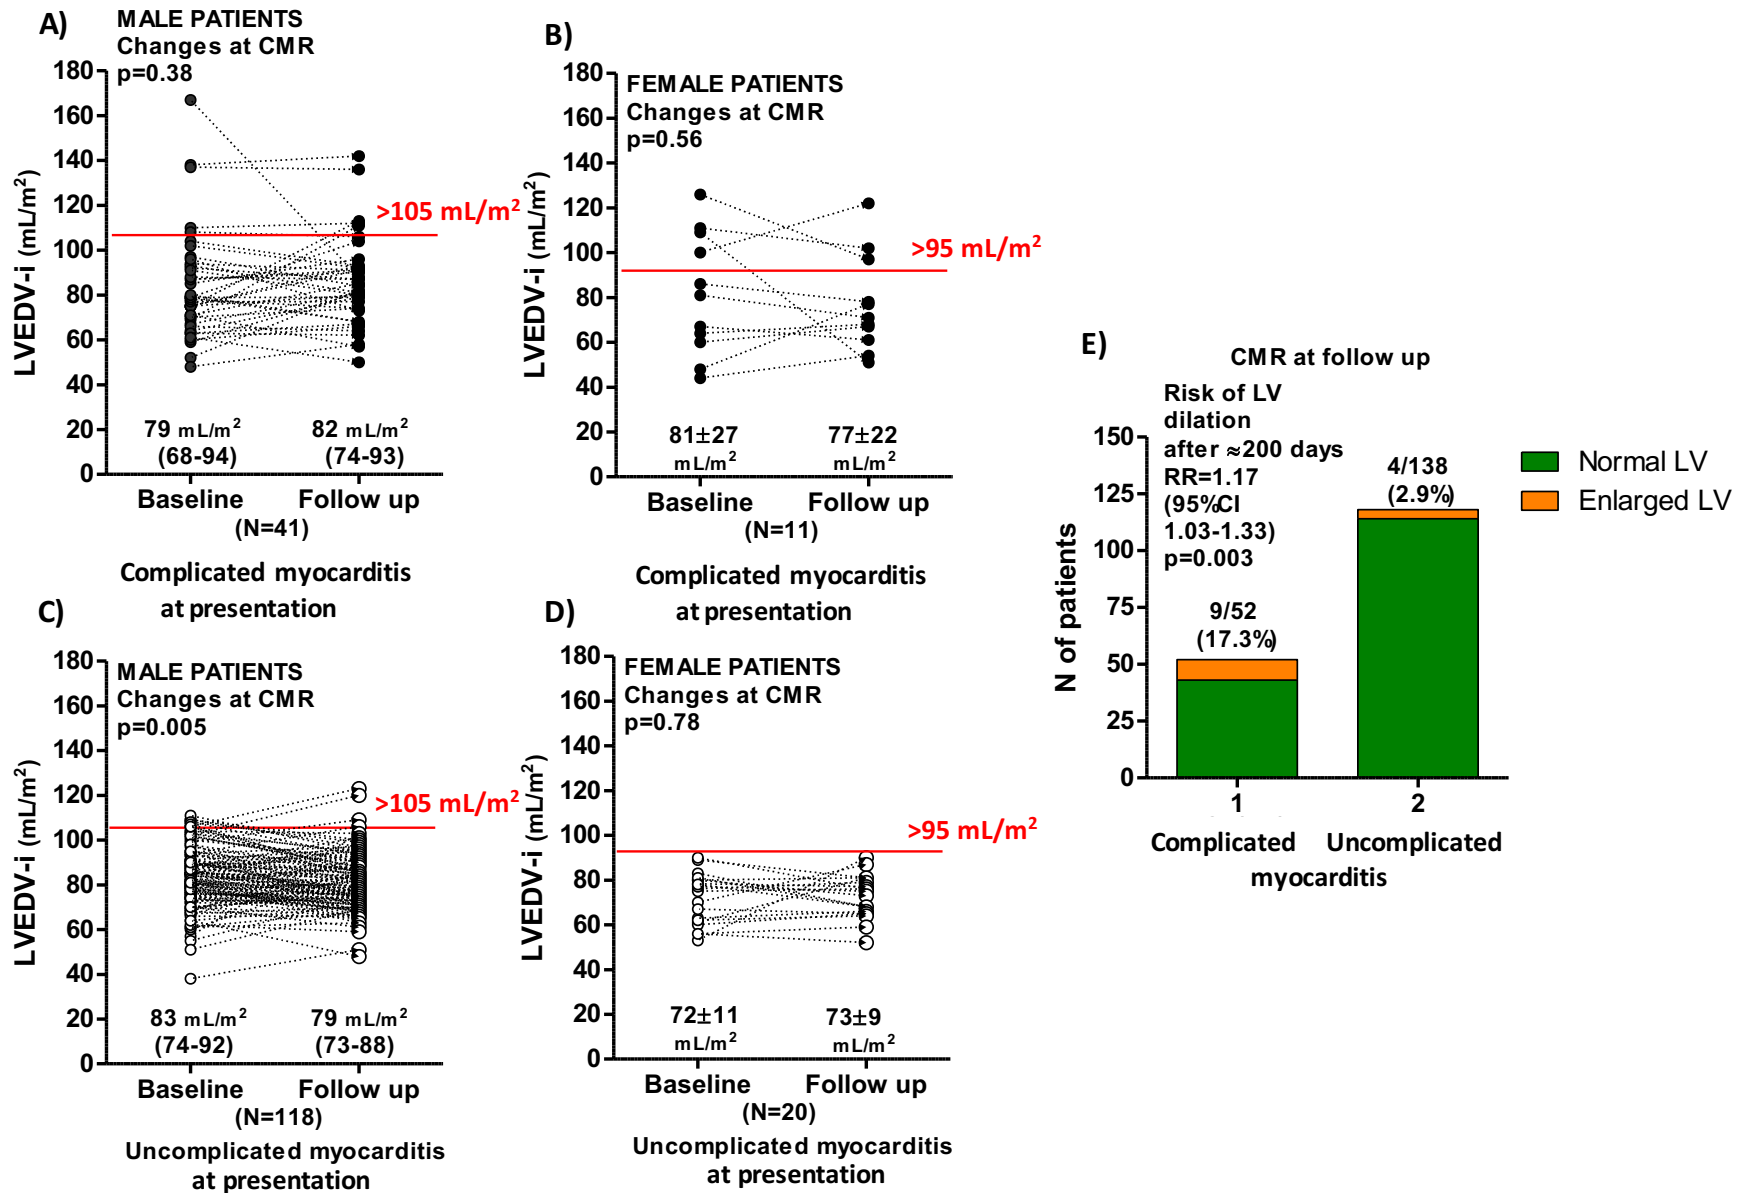 A)
MALE PATIENTS
Changes at CMR
p=0.38
180
160
140
120
100
80
60
40
20
0
LVEDV-i (mL/m²)
>105 mL/m²
79 mL/m²
(68-94)
82 mL/m²
(74-93)
Baseline
Follow up
(N=41)
Complicated myocarditis
at presentation
B)
FEMALE PATIENTS
Changes at CMR
p=0.56
180
160
140
120
100
80
60
40
20
0
LVEDV-i (mL/m²)
>95 mL/m²
81±27
mL/m²
77±22
mL/m²
Baseline
Follow up
(N=11)
Complicated myocarditis
at presentation
C)
MALE PATIENTS
Changes at CMR
p=0.005
180
160
140
120
100
80
60
40
20
0
LVEDV-i (mL/m²)
>105 mL/m²
83 mL/m²
(74-92)
79 mL/m²
(73-88)
Baseline
Follow up
(N=118)
Uncomplicated myocarditis
at presentation
D)
FEMALE PATIENTS
Changes at CMR
p=0.78
180
160
140
120
100
80
60
40
20
0
LVEDV-i (mL/m²)
>95 mL/m²
72±11
mL/m²
73±9
mL/m²
Baseline
Follow up
(N=20)
Uncomplicated myocarditis
at presentation
E)
CMR at follow up
Risk of LV
dilation
after ≈200 days
RR=1.17
(95%CI
1.03-1.33)
p=0.003
150
125
100
75
50
25
0
N of patients
9/52
(17.3%)
4/138
(2.9%)
1
2
Complicated
Uncomplicated
myocarditis
Normal LV
Enlarged LV